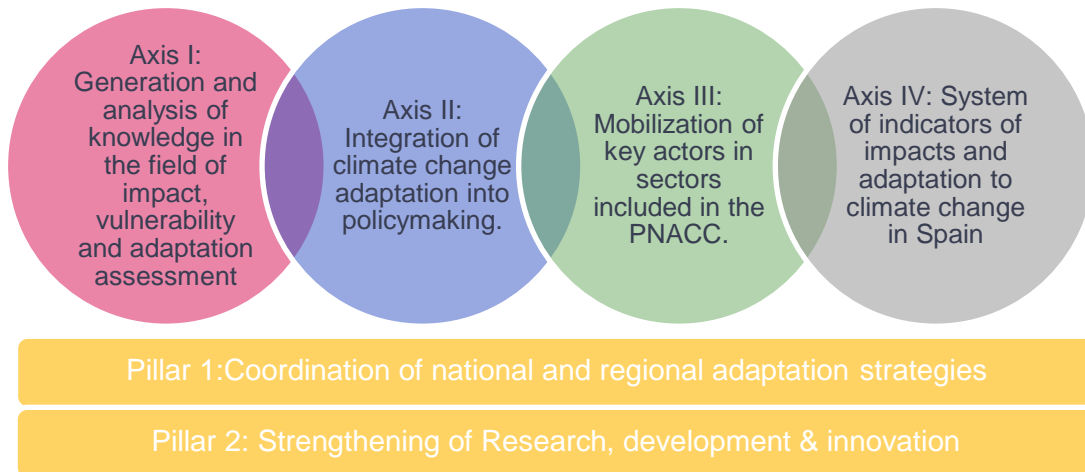 Axis I:
Generation and
analysis of
knowledge in
the field of
impact,
vulnerability
and adaptation
assessment
Axis II:
Integration of
climate change
adaptation into
policymaking.
Axis III:
Mobilization of
key actors in
sectors
included in the
PNACC.
Axis IV: System
of indicators of
impacts and
adaptation to
climate change
in Spain
Pillar 1:Coordination of national and regional adaptation strategies
Pillar 2: Strengthening of Research, development & innovation